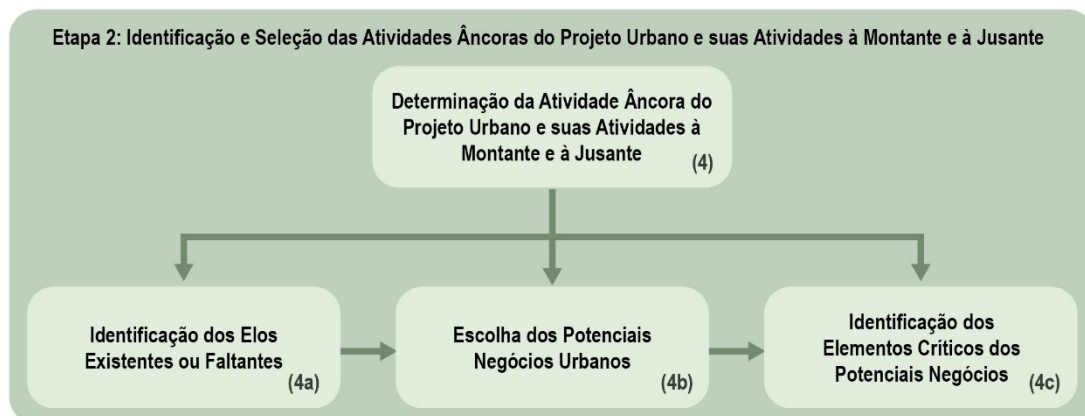 Etapa 2: Identificação e Seleção das Atividades Âncoras do Projeto Urbano e suas Atividades à Montante e à Jusante
Determinação da Atividade Âncora do
Projeto Urbano e suas Atividades à
Montante e à Jusante
(4)
Identificação dos Elos
Existentes ou Faltantes
(4a)
Escolha dos Potenciais
Negócios Urbanos
(4b)
Identificação dos
Elementos Críticos dos
Potenciais Negócios
(4c)